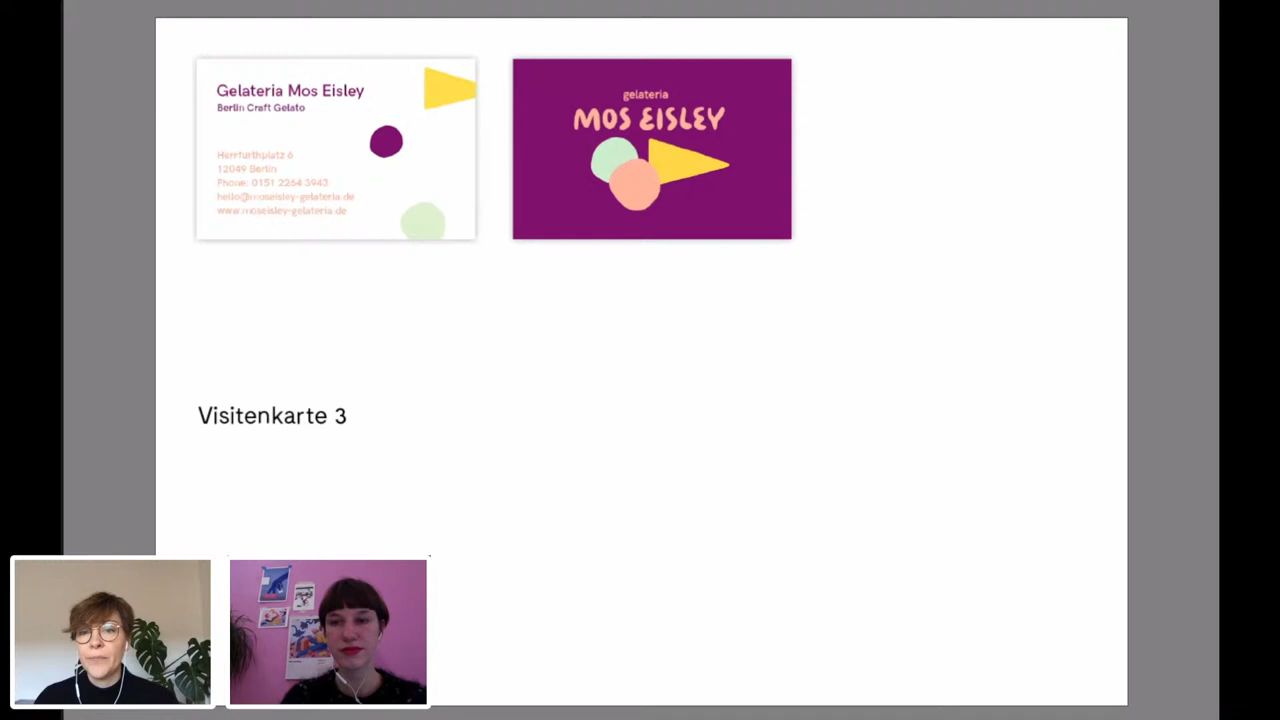 Gelateria Mos Eisley
Berlin Craft Gelato
Herrfurthplatz 6
12049 Berlin
Phone: 0151 2264 3943
hello@moseisley-gelateria.de
www.moseisley-gelateria.de
gelateria
MOS EISLEY
Visitenkarte 3